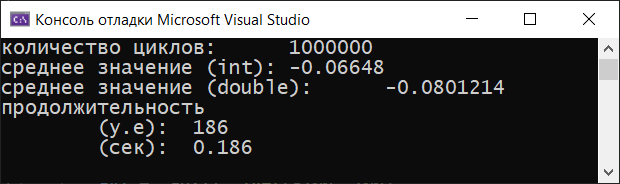 Консоль отладки Microsoft Visual Studio
количество циклов: 1000000
среднее значение (int): -0.06648
среднее значение (double): -0.0801214
продолжительность
(у.е): 186
(сек): 0.186